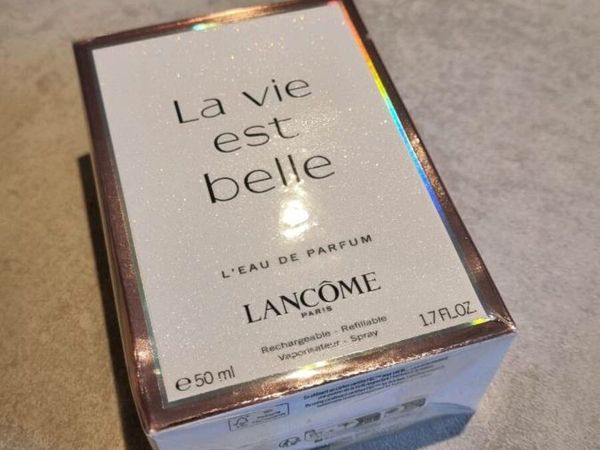 La vie
est
belle
L'EAU DE PARFUM
LANCÔME
PARIS
Rechargeable - Refillable
Vaporisateur - Spray
℮50 ml
1.7 FL.OZ